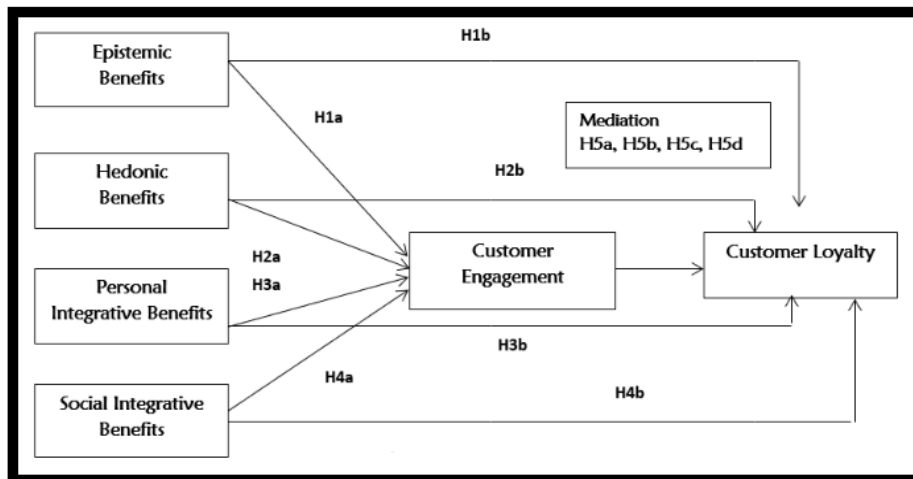 H1b
Epistemic
Benefits
H1a
Mediation
H5a, H5b, H5c, H5d
Hedonic
Benefits
H2b
Customer
Engagement
Customer Loyalty
H2a
H3a
Personal
Integrative Benefits
H3b
H4a
Social Integrative
Benefits
H4b